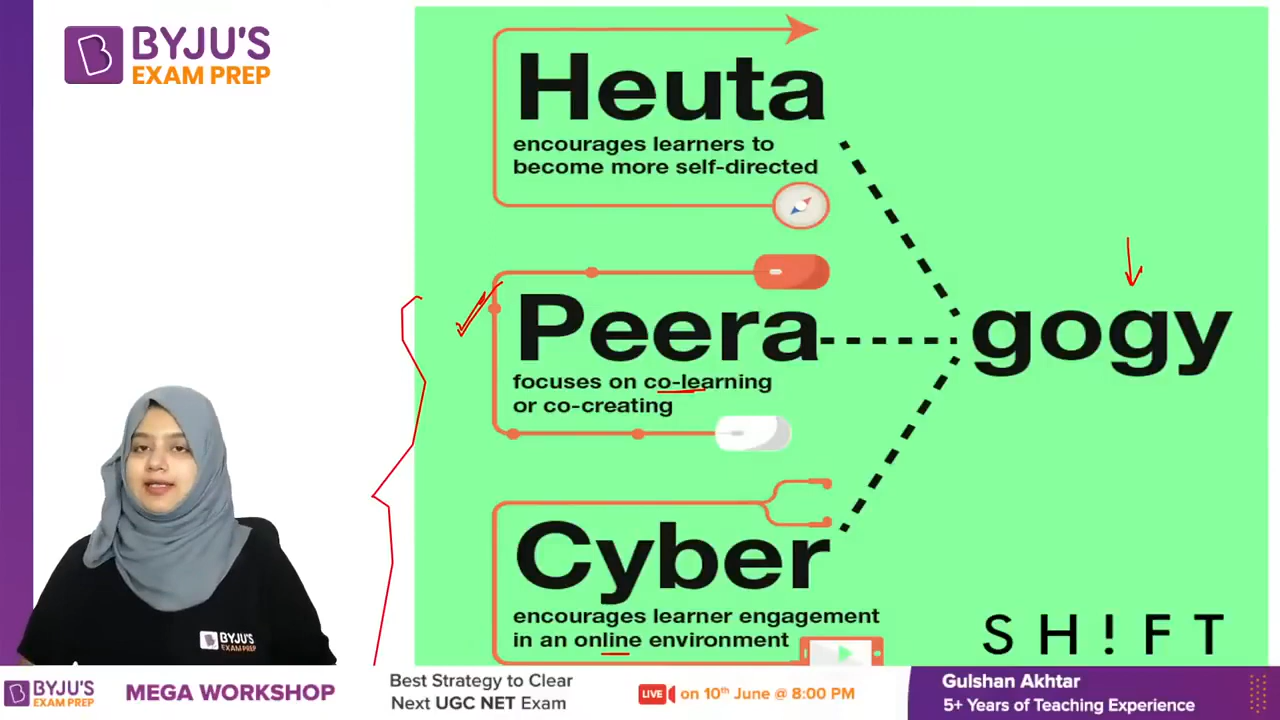 BYJU'S
EXAM PREP
Heuta
encourages learners to
become more self-directed
Peera
focuses on co-learning
or co-creating
gogy
Cyber
encourages learner engagement
in an online environment
SH!FT
BYJU'S
EXAM PREP
BYJU'S
EXAM PREP
MEGA WORKSHOP
Best Strategy to Clear
Next UGC NET Exam
LIVE on 10th June @ 8:00 PM
Gulshan Akhtar
5+ Years of Teaching Experience